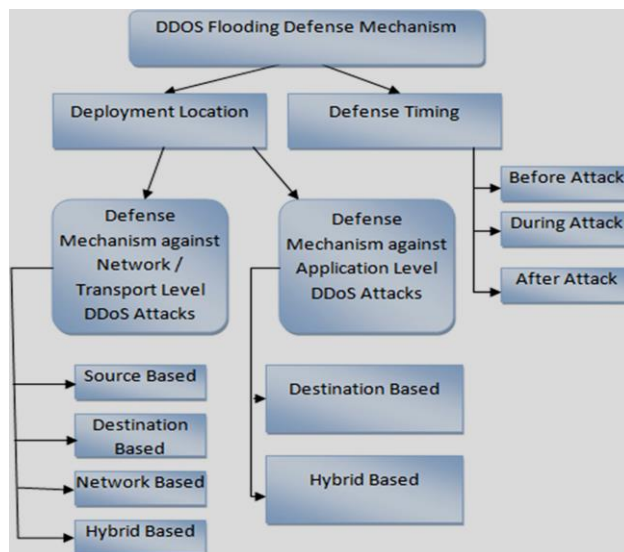 DDOS Flooding Defense Mechanism
Deployment Location
Defense Timing
Before Attack
During Attack
After Attack
Defense
Mechanism against
Network /
Transport Level
DDoS Attacks
Defense
Mechanism against
Application Level
DDoS Attacks
Source Based
Destination
Based
Network Based
Hybrid Based
Destination Based
Hybrid Based